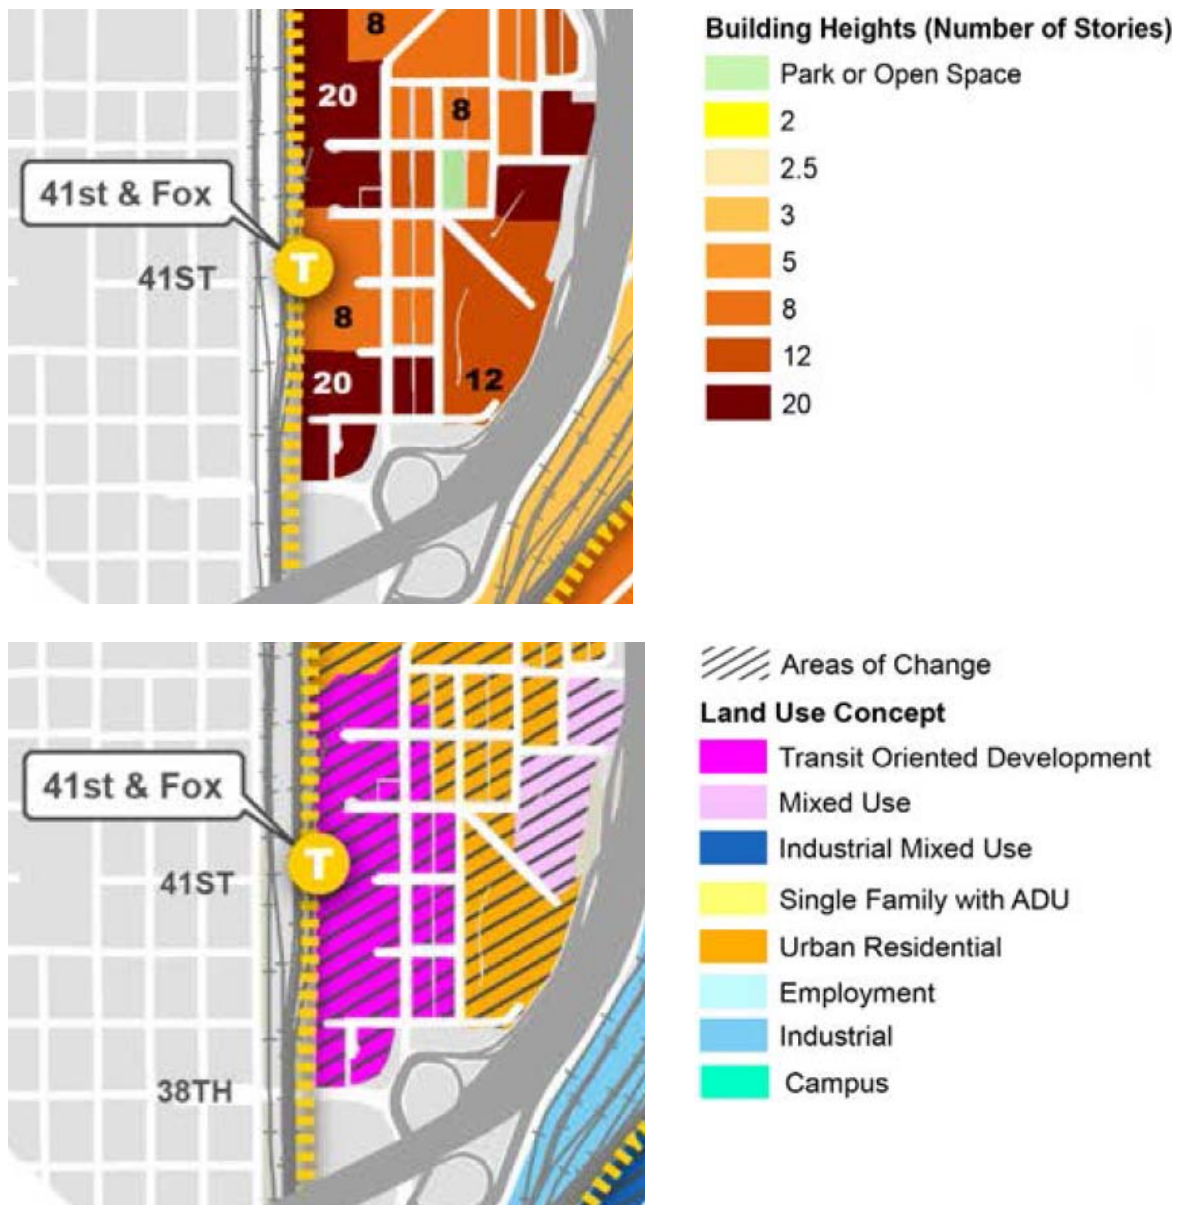 8
20
8
41st & Fox
T
41ST
8
20
12
Building Heights (Number of Stories)
Park or Open Space
2
2.5
3
5
8
12
20
41st & Fox
T
41ST
38TH
Areas of Change
Land Use Concept
Transit Oriented Development
Mixed Use
Industrial Mixed Use
Single Family with ADU
Urban Residential
Employment
Industrial
Campus